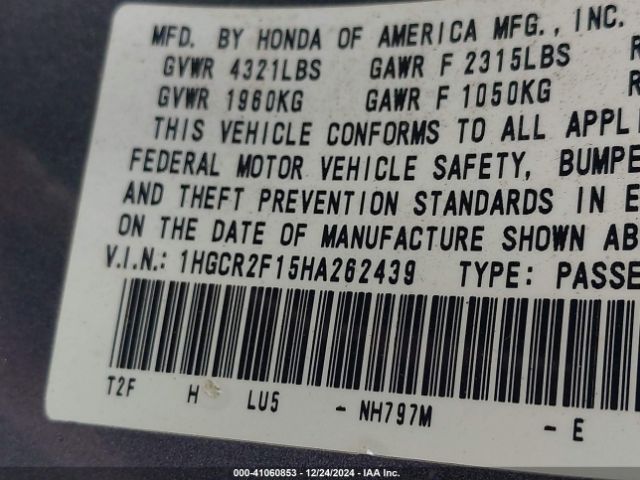 MFD. BY HONDA OF AMERICA MFG., INC.
GVWR 4321LBS GAWR F 2315LBS R
GVWR 1960KG GAWR F 1050KG R
THIS VEHICLE CONFORMS TO ALL APPLI
FEDERAL MOTOR VEHICLE SAFETY, BUMPE
AND THEFT PREVENTION STANDARDS IN E
ON THE DATE OF MANUFACTURE SHOWN AB
V.I.N.: 1HGCR2F15HA262439 TYPE: PASSE
T2F H LU5 - NH797M - E
000-41060853 - 12/24/2024 - IAA Inc.